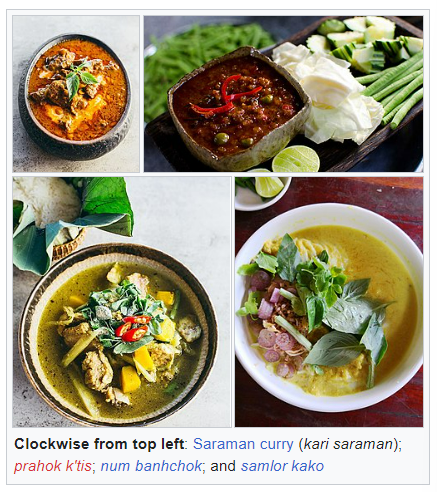 Clockwise from top left: Saraman curry (kari saraman);
prahok k'tis; num banhchok; and samlor kako